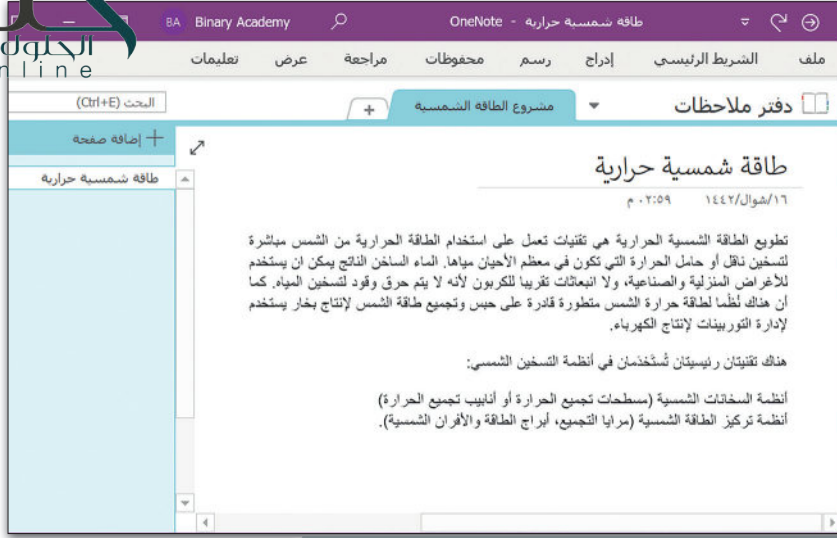 الحلول
online
طاقة شمسية حرارية - OneNote
Binary Academy BA
ملف الشريط الرئيسي إدراج رسم محفوظات مراجعة عرض تعليمات
دفتر ملاحظات
مشروع الطاقة الشمسية
+
البحث (Ctrl+E)
+ إضافة صفحة
طاقة شمسية حرارية
طاقة شمسية حرارية
١٦/شوال/١٤٤٢ ٠٢:٥٩ م
تطويع الطاقة الشمسية الحرارية هي تقنيات تعمل على استخدام الطاقة الحرارية من الشمس مباشرة
لتسخين ناقل أو حامل الحرارة التي تكون في معظم الأحيان مياها. الماء الساخن الناتج يمكن ان يستخدم
للأغراض المنزلية والصناعية، ولا انبعاثات تقريبا للكربون لأنه لا يتم حرق وقود لتسخين المياه. كما
أن هناك نُظُما لطاقة حرارة الشمس متطورة قادرة على حبس وتجميع طاقة الشمس لإنتاج بخار يستخدم
لإدارة التوربينات لإنتاج الكهرباء.
هناك تقنيتان رئيسيتان تُستَخدَمان في أنظمة التسخين الشمسي:
أنظمة السخانات الشمسية (مسطحات تجميع الحرارة أو أنابيب تجميع الحرارة)
أنظمة تركيز الطاقة الشمسية (مرايا التجميع، أبراج الطاقة والأفران الشمسية).